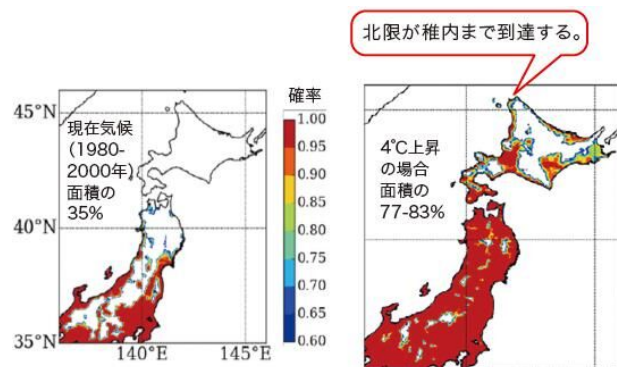 北限が稚内まで到達する。
45°N
40°N
35°N
現在気候
(1980-
2000年)
面積の
35%
140°E
145°E
確率
1.00
0.95
0.90
0.85
0.80
0.75
0.70
0.65
0.60
4℃上昇
の場合
面積の
77-83%